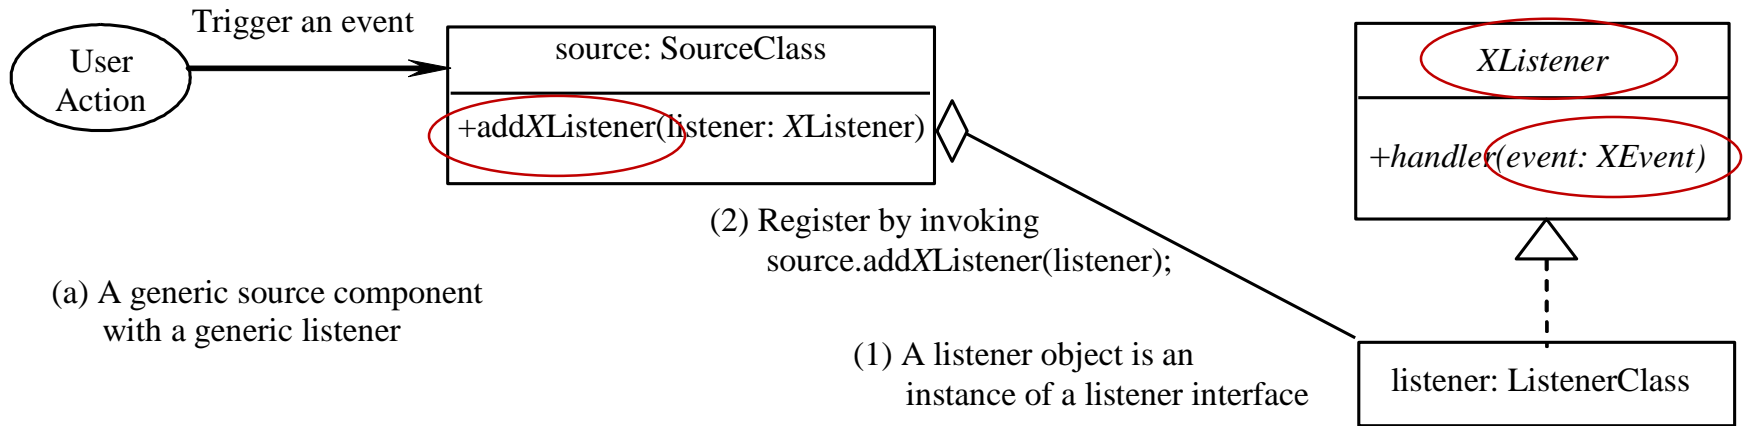 Trigger an event
User
Action
source: SourceClass
+addXListener(listener: XListener)
XListener
+handler(event: XEvent)
(2) Register by invoking
source.addXListener(listener);
(a) A generic source component
with a generic listener
(1) A listener object is an
instance of a listener interface
listener: ListenerClass